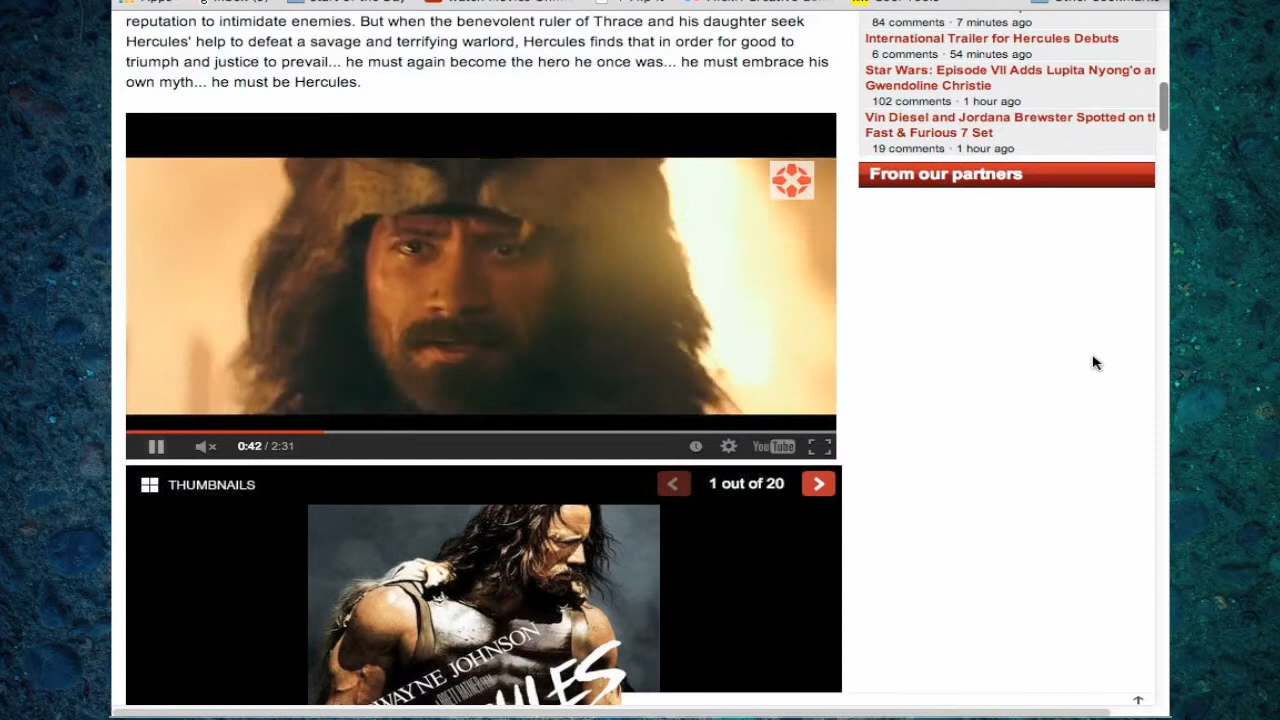 reputation to intimidate enemies. But when the benevolent ruler of Thrace and his daughter seek
Hercules' help to defeat a savage and terrifying warlord, Hercules finds that in order for good to
triumph and justice to prevail... he must again become the hero he once was... he must embrace his
own myth... he must be Hercules.
0:42 / 2:31
YouTube
THUMBNAILS
1 out of 20
WAYNE JOHNSON
ULES
84 comments · 7 minutes ago
International Trailer for Hercules Debuts
6 comments · 54 minutes ago
Star Wars: Episode VII Adds Lupita Nyong'o an
Gwendoline Christie
102 comments · 1 hour ago
Vin Diesel and Jordana Brewster Spotted on th
Fast & Furious 7 Set
19 comments · 1 hour ago
From our partners